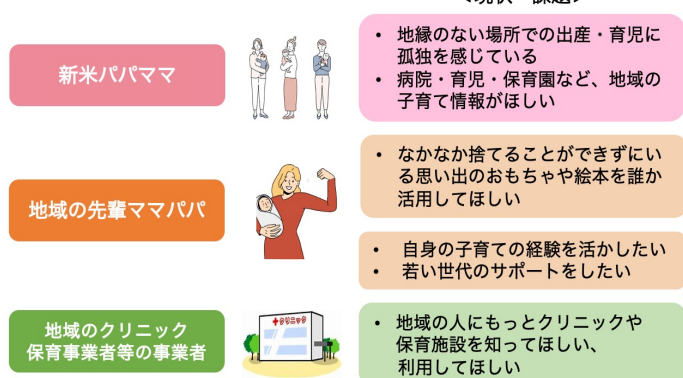 新米パパママ
• 地縁のない場所での出産・育児に
孤独を感じている
• 病院・育児・保育園など、地域の
子育て情報がほしい
地域の先輩ママパパ
• なかなか捨てることができずにい
る思い出のおもちゃや絵本を誰か
活用してほしい
• 自身の子育ての経験を活かしたい
• 若い世代のサポートをしたい
地域のクリニック
保育事業者等の事業者
クリニック
• 地域の人にもっとクリニックや
保育施設を知ってほしい、
利用してほしい